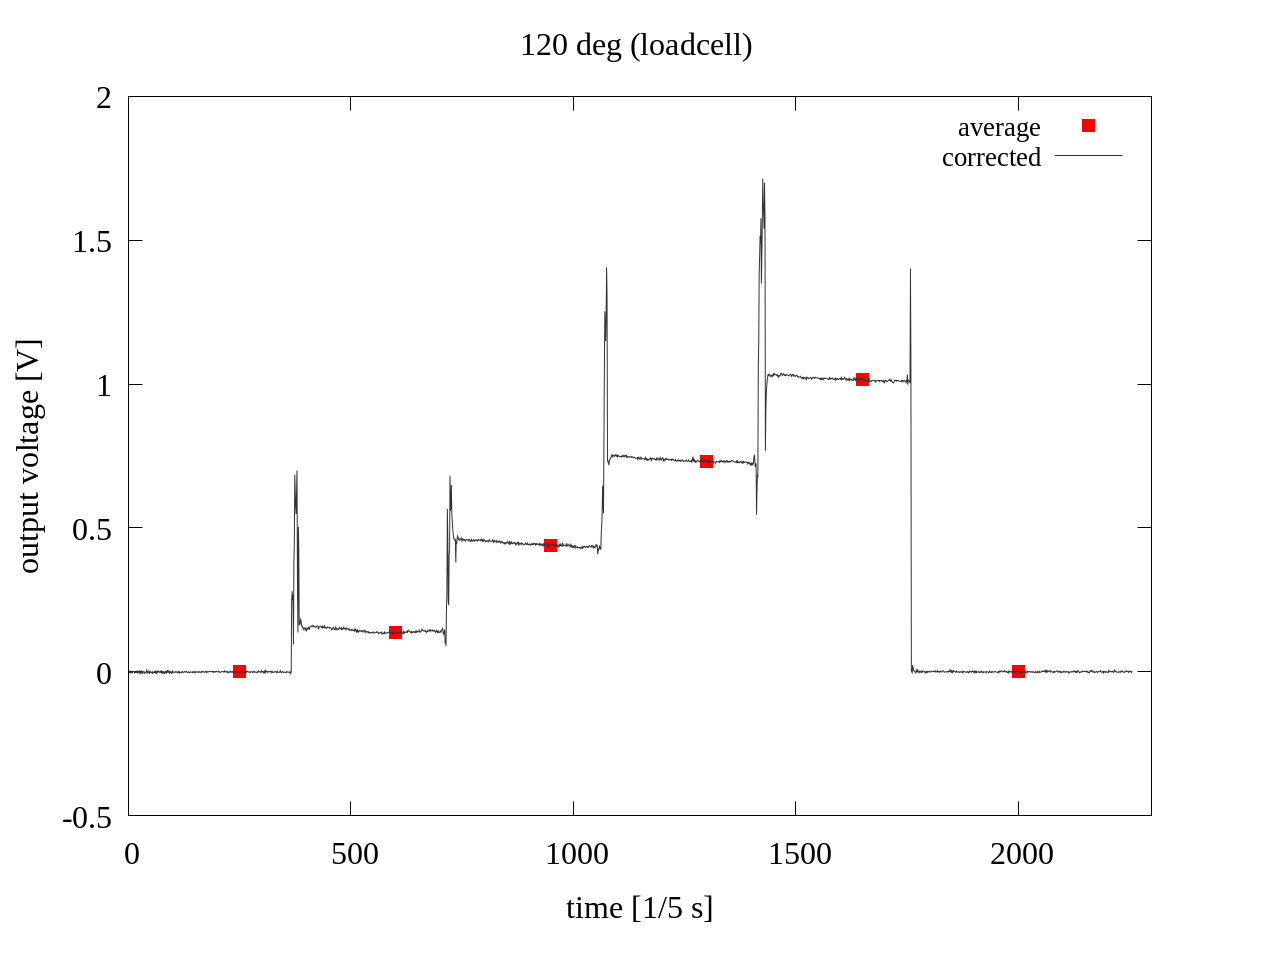 120 deg (loadcell)
2
1.5
1
0.5
0
-0.5
output voltage [V]
average
corrected
0 500 1000 1500 2000
time [1/5 s]